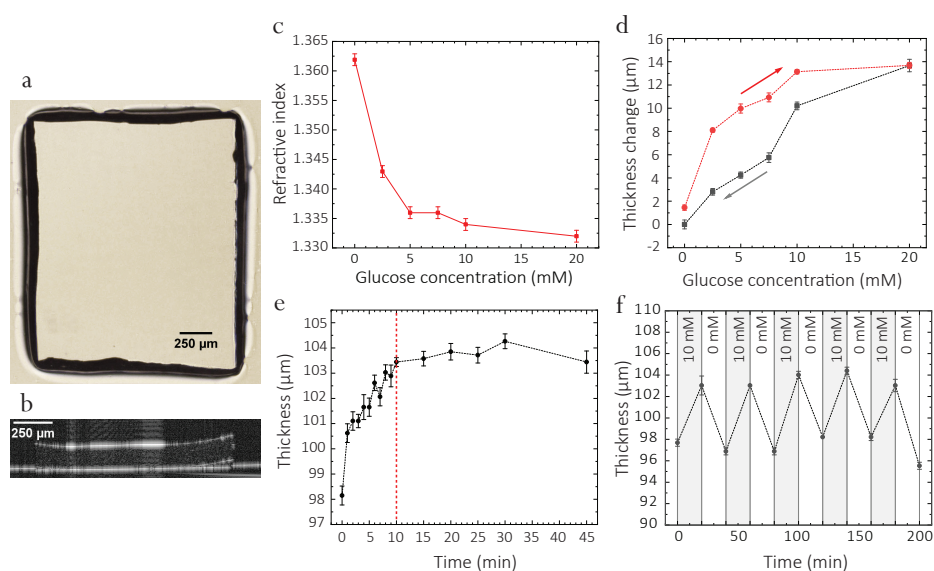 a
250 µm
b
250 µm
c
Refractive index
1.365
1.360
1.355
1.350
1.345
1.340
1.335
1.330
0 5 10 15 20
Glucose concentration (mM)
d
Thickness change (µm)
16
14
12
10
8
6
4
2
0
-2
0 5 10 15 20
Glucose concentration (mM)
e
Thickness (µm)
105
104
103
102
101
100
99
98
97
0 5 10 15 20 25 30 35 40 45
Time (min)
f
Thickness (µm)
110
108
106
104
102
100
98
96
94
92
90
10 mM
0 mM
10 mM
0 mM
10 mM
0 mM
10 mM
0 mM
10 mM
0 mM
0 50 100 150 200
Time (min)